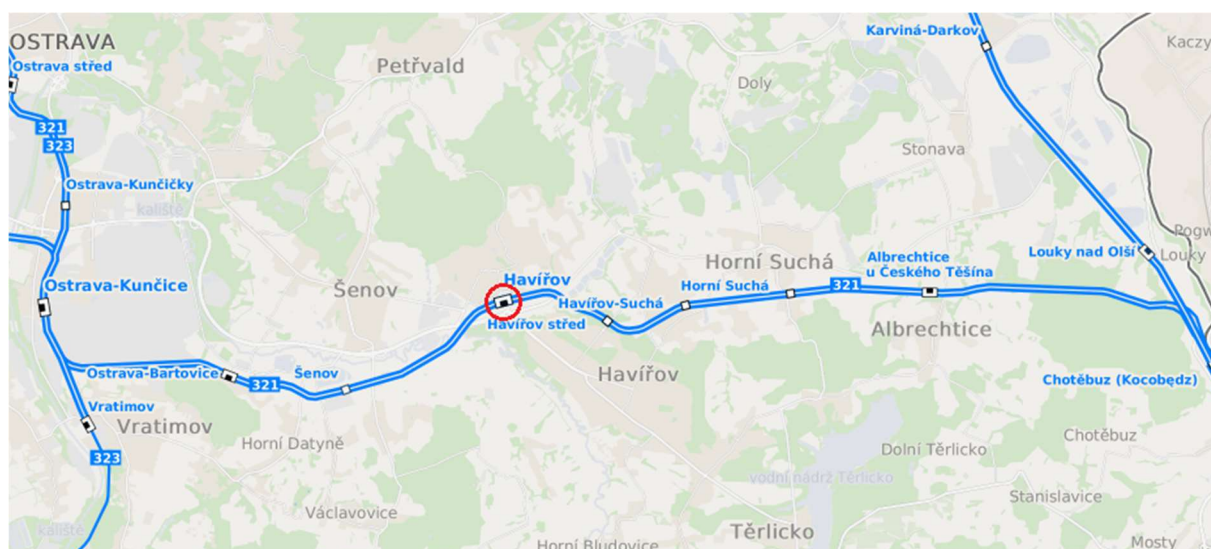 OSTRAVA
Ostrava střed
321
323
Ostrava-Kunčičky
kaliště
Ostrava-Kunčice
Ostrava-Bartovice
Vratimov
Vratimov
323
kaliště
Petřvald
Šenov
Šenov
321
Horní Datyně
Václavovice
Havířov
Havířov střed
Havířov-Suchá
Havířov
Horní Bludovice
Doly
Horní Suchá
Horní Suchá
321
Albrechtice
u Českého Těšína
Albrechtice
Karviná-Darkov
Kaczy
Stonava
Pogw
Louky nad Olší
Louky
Chotěbuz (Kocobędz)
Chotěbuz
Dolní Těrlicko
vodní nádrž Těrlicko
Stanislavice
Těrlicko
Mosty